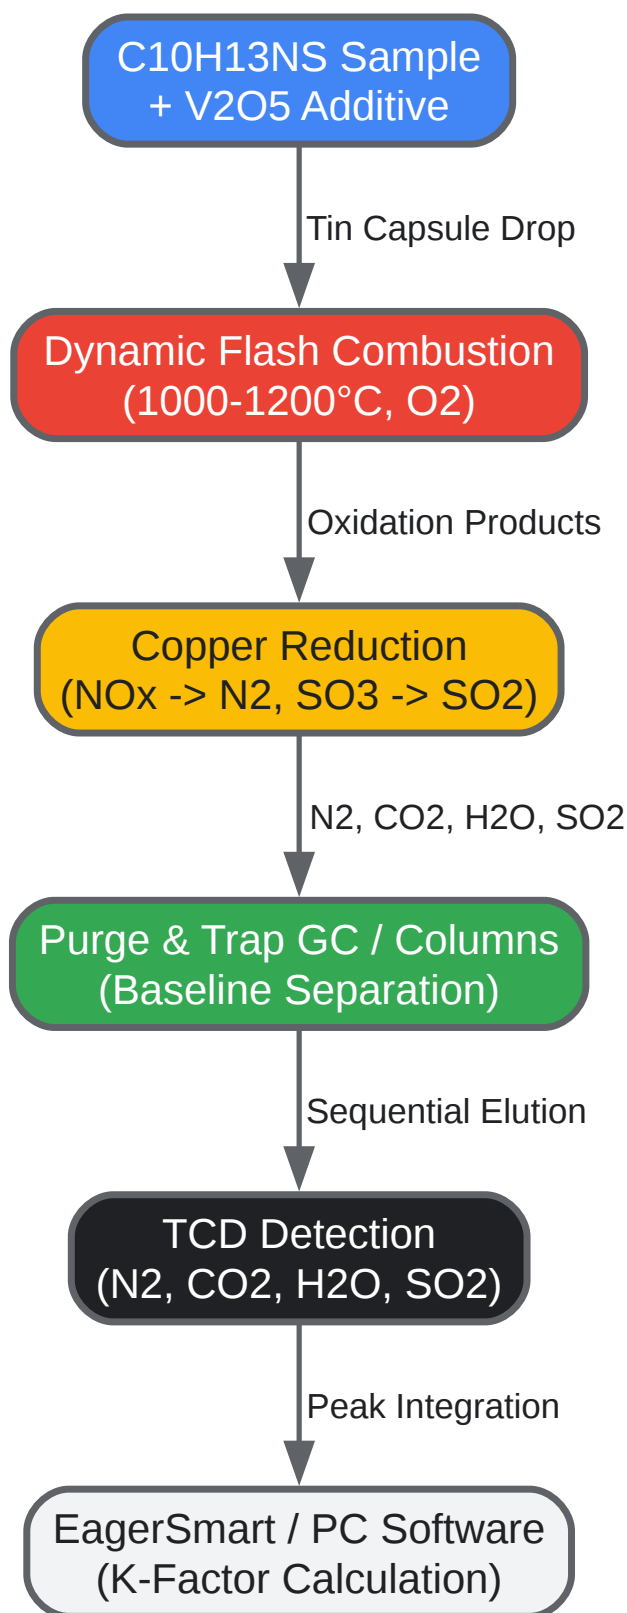 C10H13NS Sample
+ V2O5 Additive
Tin Capsule Drop
Dynamic Flash Combustion
(1000-1200°C, O2)
Oxidation Products
Copper Reduction
(NOx -> N2, SO3 -> SO2)
N2, CO2, H2O, SO2
Purge & Trap GC / Columns
(Baseline Separation)
Sequential Elution
TCD Detection
(N2, CO2, H2O, SO2)
Peak Integration
EagerSmart / PC Software
(K-Factor Calculation)